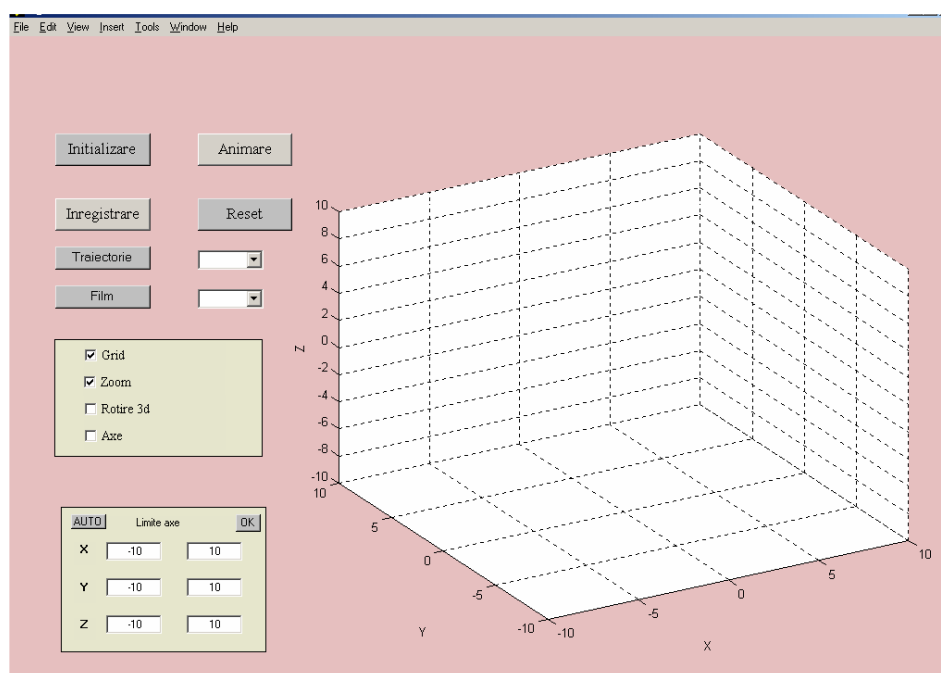 File Edit View Insert Tools Window Help
Initializare Animare
Inregistrare Reset
Traiectorie
Film
Grid
Zoom
Rotire 3d
Axe
AUTO Limite axe OK
X -10 10
Y -10 10
Z -10 10
10
8
6
4
2
0
-2
-4
-6
-8
-10
Z
10
5
0
-5
-10
Y
-10
-5
0
5
10
X